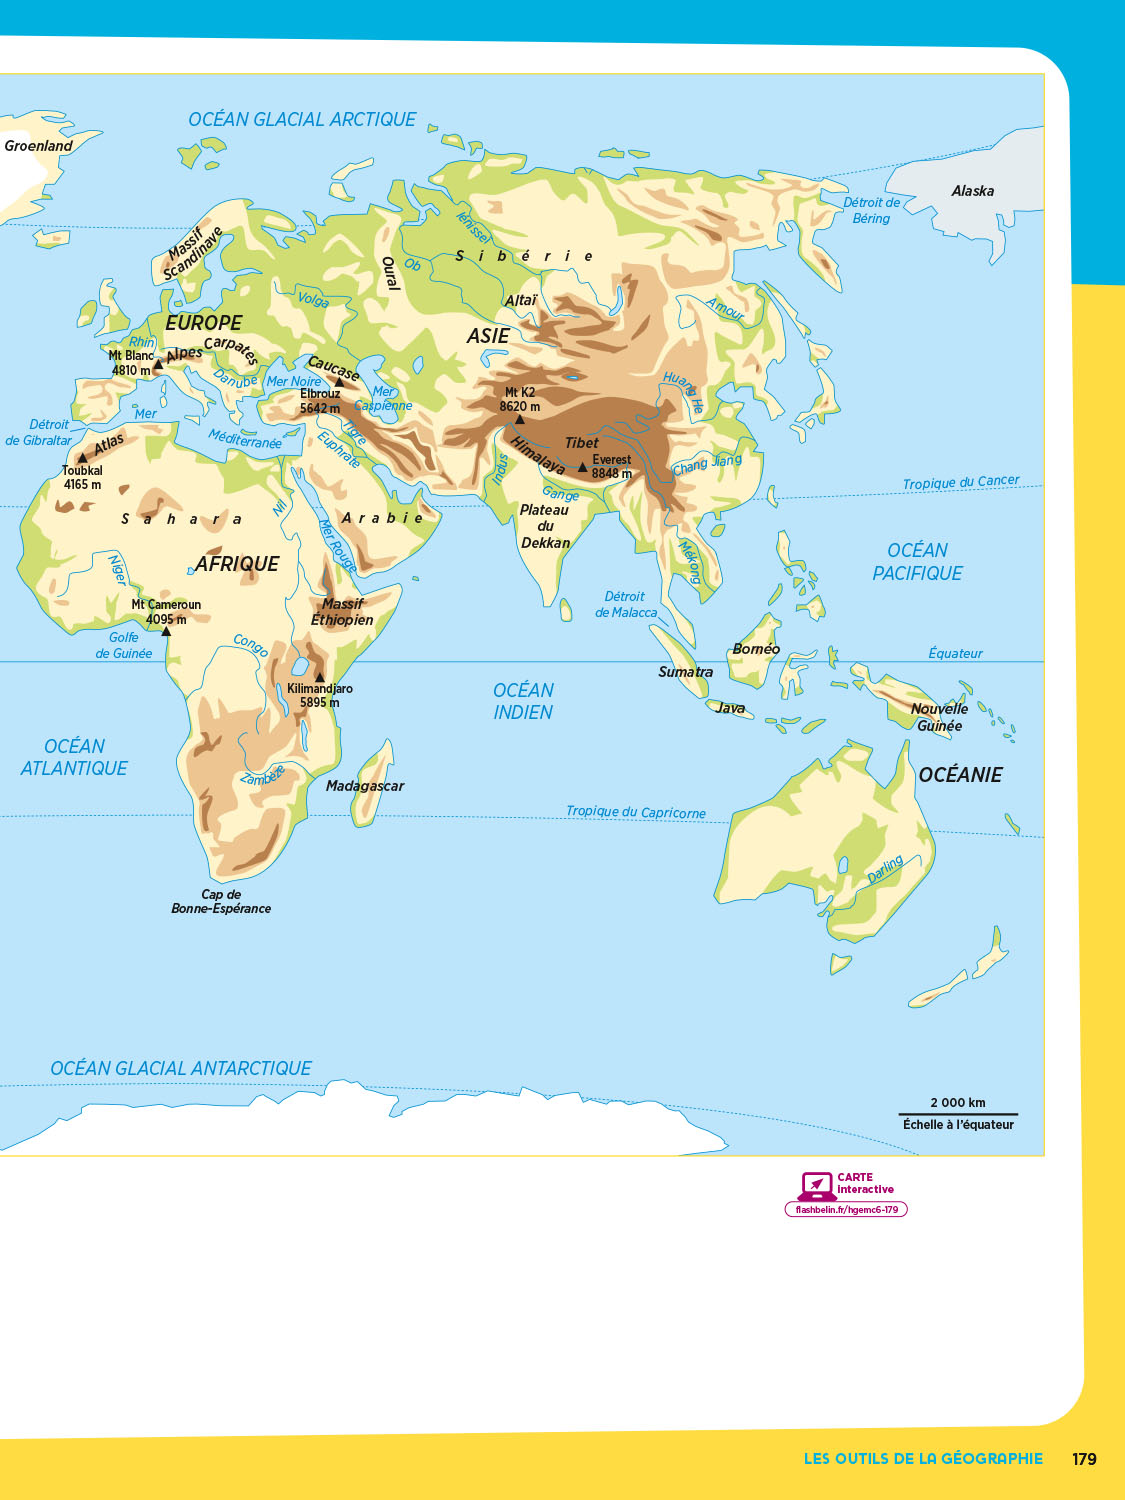 OCÉAN GLACIAL ARCTIQUE
Groenland
Alaska
Détroit de
Béring
Massif
Scandinave
Iénisseï
Sibérie
Ob
Oural
Altaï
Volga
Amour
EUROPE
ASIE
Rhin
Mt Blanc
4810 m
Alpes
Carpates
Danube
Mer Noire
Caucase
Elbrouz
5642 m
Mer
Caspienne
Mt K2
8620 m
Huang He
Détroit
de Gibraltar
Mer
Méditerranée
Atlas
Toubkal
4165 m
Tigre
Euphrate
Indus
Himalaya
Tibet
Everest
8848 m
Chang Jiang
Gange
Tropique du Cancer
Sahara
Nil
Mer Rouge
Arabie
Plateau
du
Dekkan
Mékong
OCÉAN
PACIFIQUE
AFRIQUE
Niger
Mt Cameroun
4095 m
Massif
Éthiopien
Détroit
de Malacca
Golfe
de Guinée
Congo
Bornéo
Équateur
Sumatra
Kilimandjaro
5895 m
OCÉAN
INDIEN
Java
Nouvelle
Guinée
OCÉAN
ATLANTIQUE
Zambèze
Madagascar
OCÉANIE
Tropique du Capricorne
Darling
Cap de
Bonne-Espérance
OCÉAN GLACIAL ANTARCTIQUE
2 000 km
Échelle à l'équateur
CARTE
interactive
flashbelin.fr/hgemc6-179
LES OUTILS DE LA GÉOGRAPHIE 179